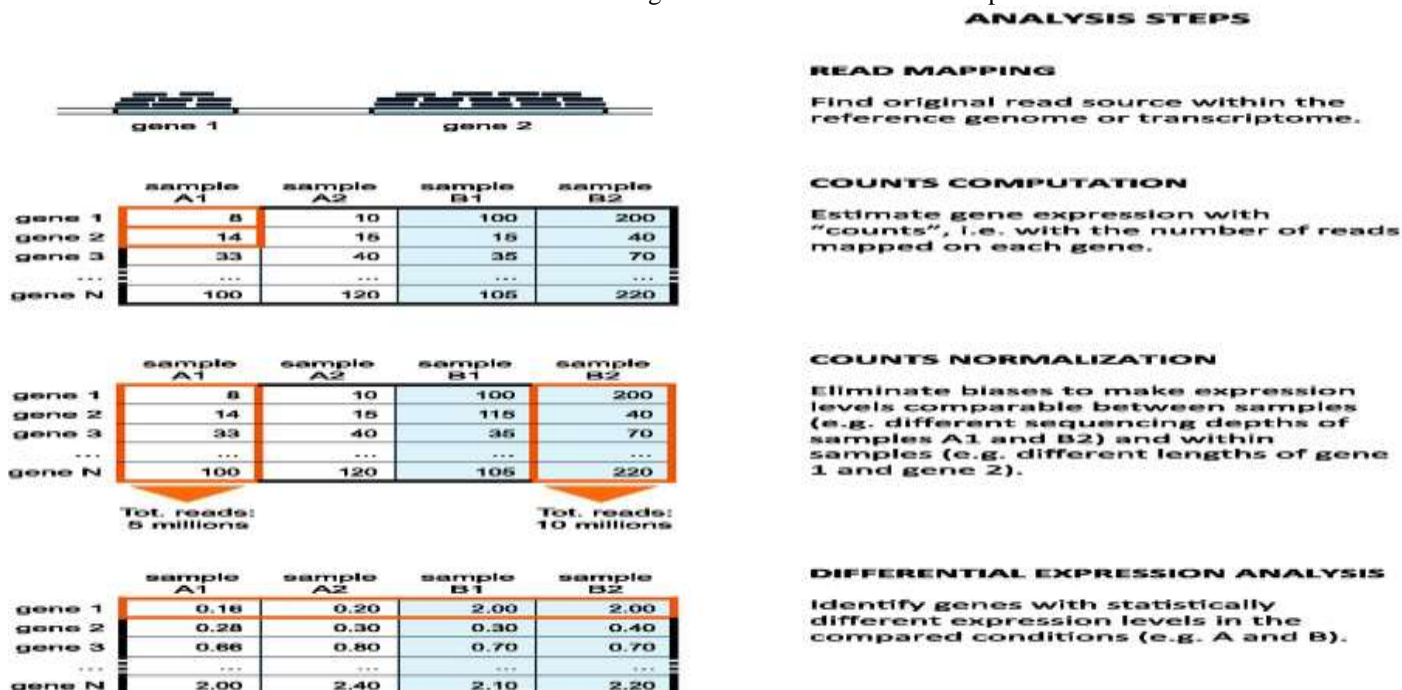 ANALYSIS STEPS
READ MAPPING
Find original read source within the
reference genome or transcriptome.
gene 1 gene 2
COUNTS COMPUTATION
Estimate gene expression with
"counts", i.e. with the number of reads
mapped on each gene.
sample A1 sample A2 sample B1 sample B2
gene 1 8 10 100 200
gene 2 14 15 15 40
gene 3 33 40 35 70
... ... ... ... ...
gene N 100 120 105 220
COUNTS NORMALIZATION
Eliminate biases to make expression
levels comparable between samples
(e.g. different sequencing depths of
samples A1 and B2) and within
samples (e.g. different lengths of gene
1 and gene 2).
sample A1 sample A2 sample B1 sample B2
gene 1 8 10 100 200
gene 2 14 15 115 40
gene 3 33 40 35 70
... ... ... ... ...
gene N 100 120 105 220
Tot. reads: Tot. reads:
5 millions 10 millions
DIFFERENTIAL EXPRESSION ANALYSIS
Identify genes with statistically
different expression levels in the
compared conditions (e.g. A and B).
sample A1 sample A2 sample B1 sample B2
gene 1 0.16 0.20 2.00 2.00
gene 2 0.28 0.30 0.30 0.40
gene 3 0.66 0.80 0.70 0.70
... ... ... ... ...
gene N 2.00 2.40 2.10 2.20